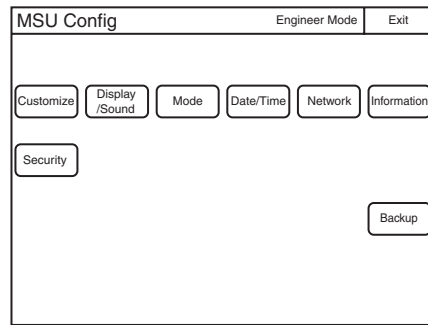 MSU Config Engineer Mode Exit
Customize Display /Sound Mode Date/Time Network Information
Security
Backup